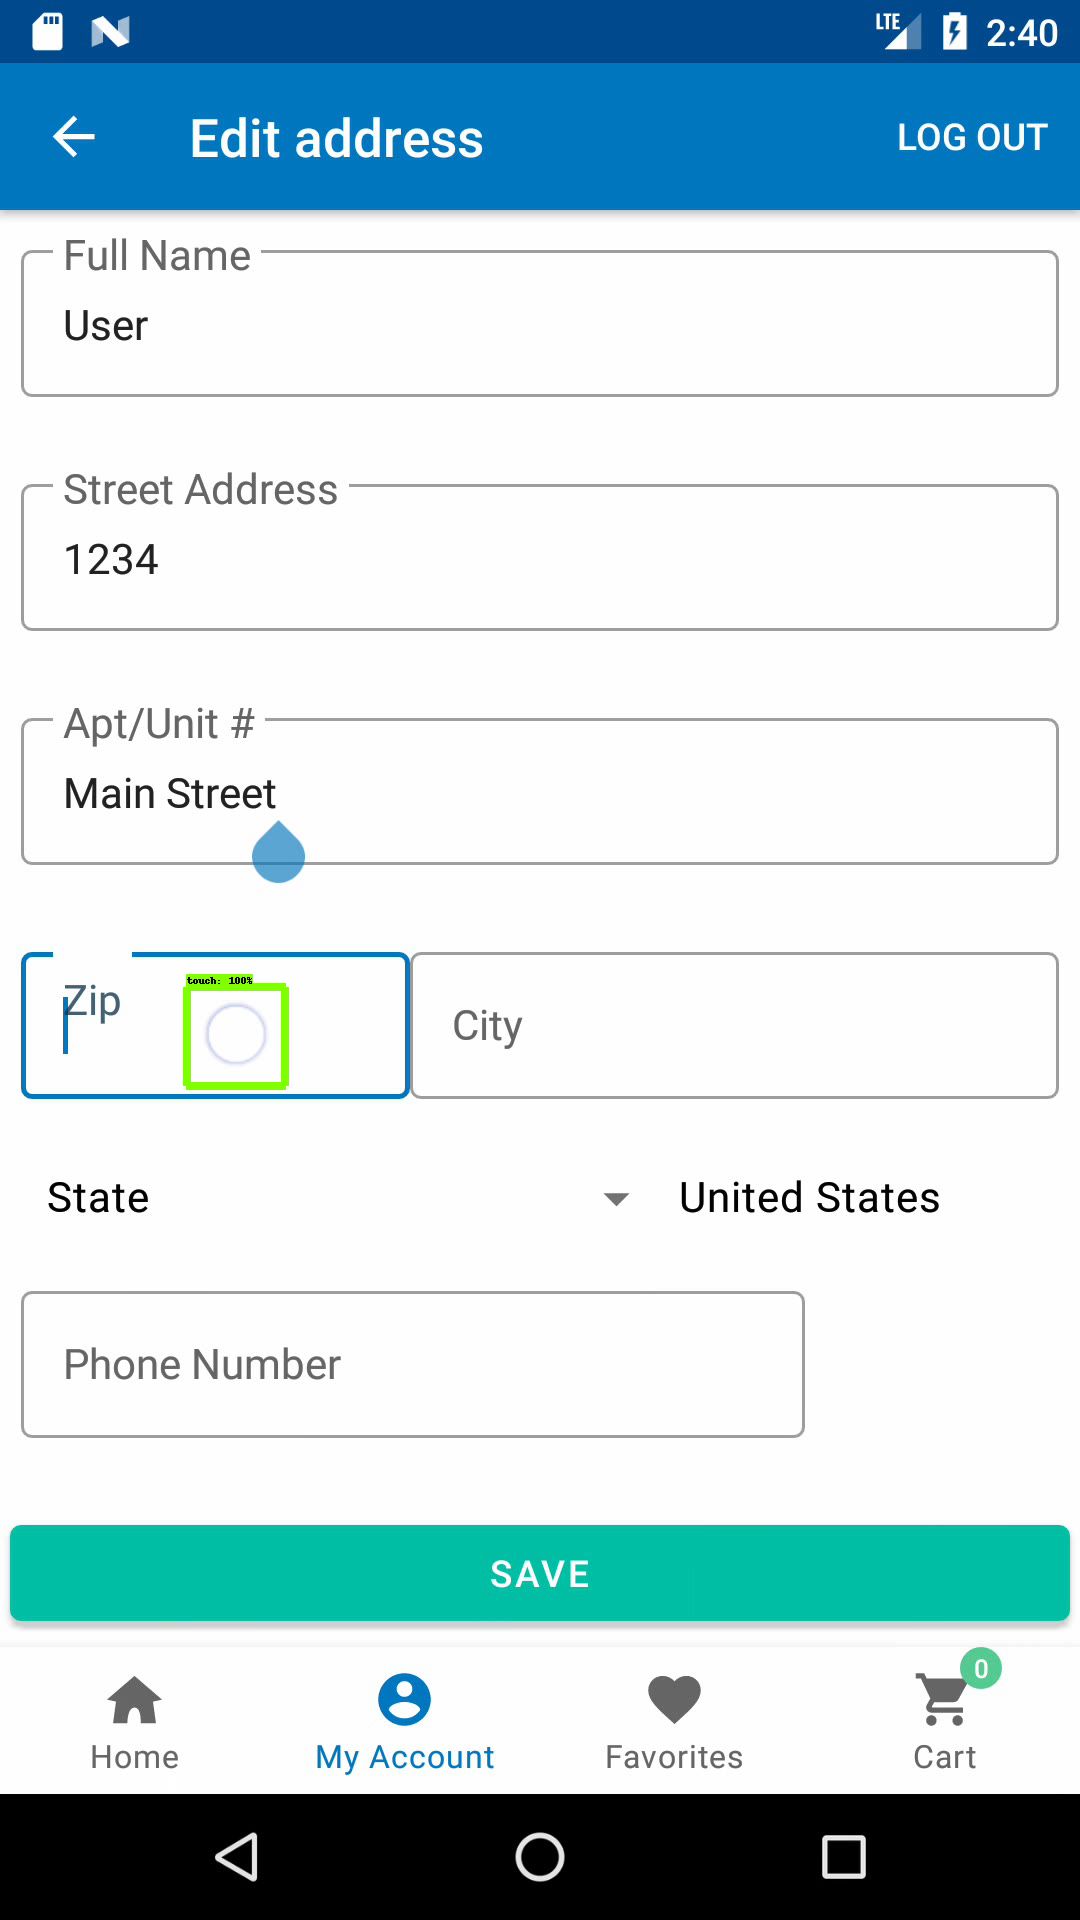 LTE 2:40
Edit address
LOG OUT
Full Name
User
Street Address
1234
Apt/Unit #
Main Street
touch: 100%
Zip
City
State
United States
Phone Number
SAVE
0
Home
My Account
Favorites
Cart